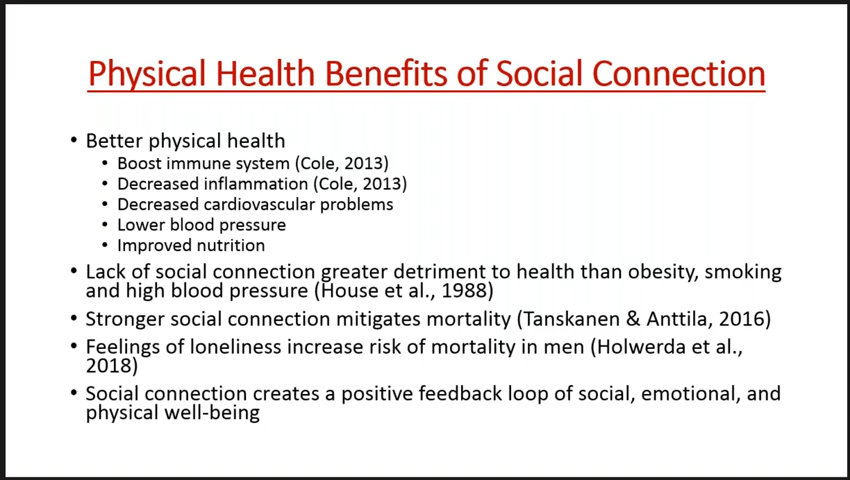 Physical Health Benefits of Social Connection
• Better physical health
• Boost immune system (Cole, 2013)
• Decreased inflammation (Cole, 2013)
• Decreased cardiovascular problems
• Lower blood pressure
• Improved nutrition
• Lack of social connection greater detriment to health than obesity, smoking
and high blood pressure (House et al., 1988)
• Stronger social connection mitigates mortality (Tanskanen & Anttila, 2016)
• Feelings of loneliness increase risk of mortality in men (Holwerda et al.,
2018)
• Social connection creates a positive feedback loop of social, emotional, and
physical well-being